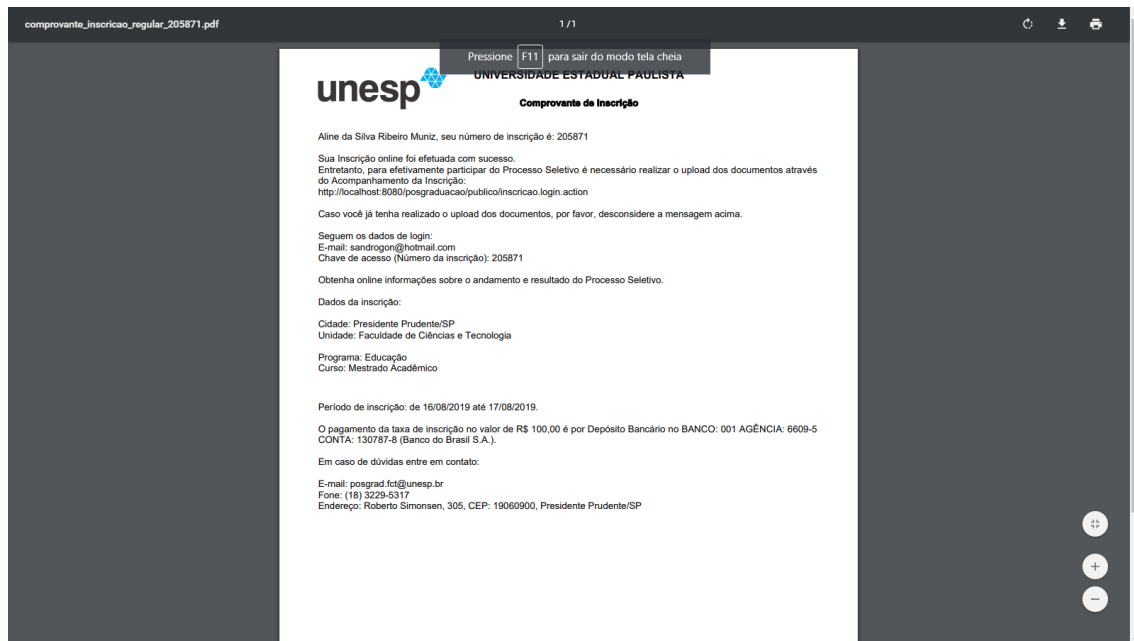 comprovante_inscricao_regular_205871.pdf
1 / 1
Pressione F11 para sair do modo tela cheia
unesp
UNIVERSIDADE ESTADUAL PAULISTA
Comprovante de Inscrição
Aline da Silva Ribeiro Muniz, seu número de inscrição é: 205871
Sua Inscrição online foi efetuada com sucesso.
Entretanto, para efetivamente participar do Processo Seletivo é necessário realizar o upload dos documentos através
do Acompanhamento da Inscrição:
http://localhost:8080/posgraduacao/publico/inscricao.login.action
Caso você já tenha realizado o upload dos documentos, por favor, desconsidere a mensagem acima.
Seguem os dados de login:
E-mail: sandrogon@hotmail.com
Chave de acesso (Número da inscrição): 205871
Obtenha online informações sobre o andamento e resultado do Processo Seletivo.
Dados da inscrição:
Cidade: Presidente Prudente/SP
Unidade: Faculdade de Ciências e Tecnologia
Programa: Educação
Curso: Mestrado Acadêmico
Período de inscrição: de 16/08/2019 até 17/08/2019.
O pagamento da taxa de inscrição no valor de R$ 100,00 é por Depósito Bancário no BANCO: 001 AGÊNCIA: 6609-5
CONTA: 130787-8 (Banco do Brasil S.A.).
Em caso de dúvidas entre em contato:
E-mail: posgrad.fct@unesp.br
Fone: (18) 3229-5317
Endereço: Roberto Simonsen, 305, CEP: 19060900, Presidente Prudente/SP